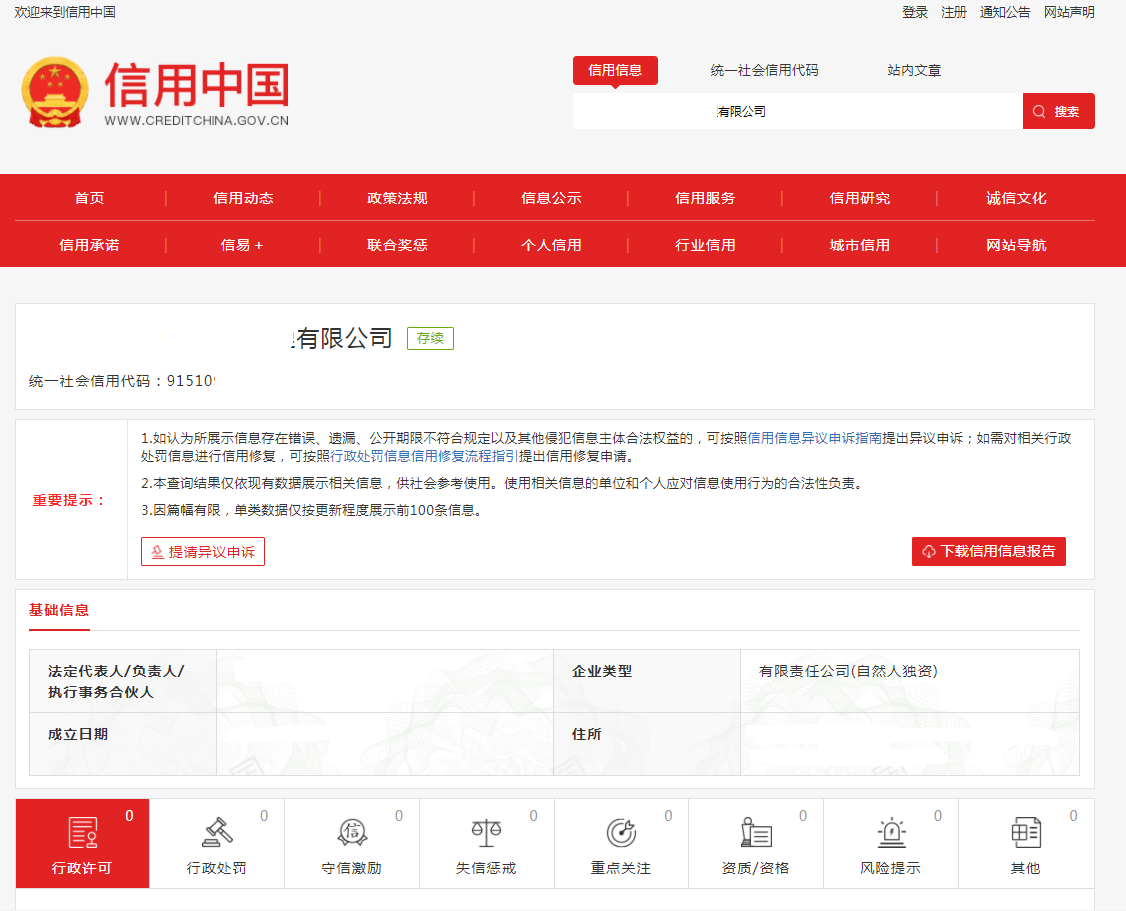 欢迎来到信用中国
登录 注册 通知公告 网站声明
信用中国
WWW.CREDITCHINA.GOV.CN
信用信息 统一社会信用代码 站内文章
有限公司 搜索
首页 信用动态 政策法规 信息公示 信用服务 信用研究 诚信文化
信用承诺 信易+ 联合奖惩 个人信用 行业信用 城市信用 网站导航
有限公司 存续
统一社会信用代码：91510
重要提示：
1.如认为所展示信息存在错误、遗漏、公开期限不符合规定以及其他侵犯信息主体合法权益的，可按照信用信息异议申诉指南提出异议申诉；如需对相关行政
处罚信息进行信用修复，可按照行政处罚信息信用修复流程指引提出信用修复申请。
2.本查询结果仅依现有数据展示相关信息，供社会参考使用。使用相关信息的单位和个人应对信息使用行为的合法性负责。
3.因篇幅有限，单类数据仅按更新程度展示前100条信息。
提请异议申诉 下载信用信息报告
基础信息
法定代表人/负责人/
执行事务合伙人
企业类型 有限责任公司(自然人独资)
成立日期 住所
0 0 0 0 0 0 0 0
信
行政许可 行政处罚 守信激励 失信惩戒 重点关注 资质/资格 风险提示 其他